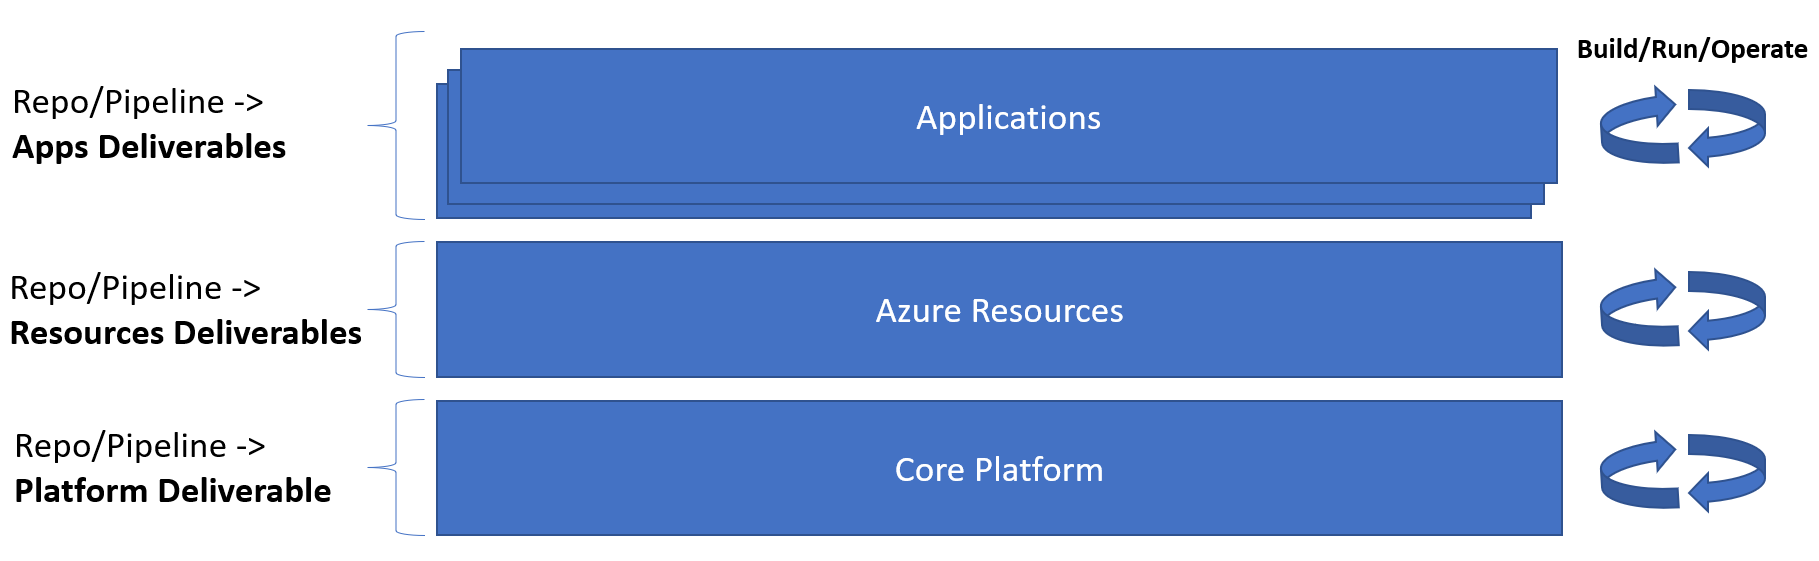 Build/Run/Operate
Repo/Pipeline ->
Apps Deliverables
Applications
Repo/Pipeline ->
Resources Deliverables
Azure Resources
Repo/Pipeline ->
Platform Deliverable
Core Platform